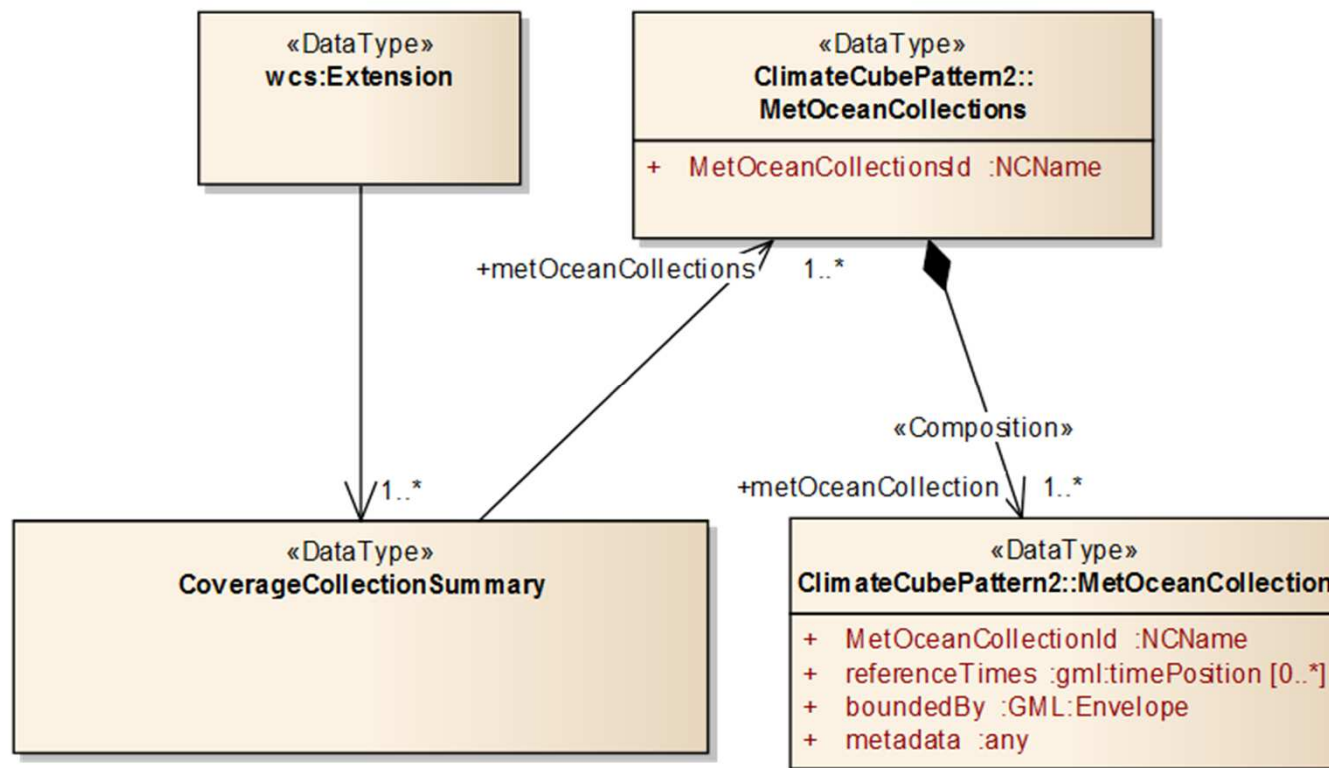 «DataType»
wcs:Extension
«DataType»
ClimateCubePattern2::
MetOceanCollections
+ MetOceanCollectionsId :NCName
+metOceanCollections 1..*
«Composition»
+metOceanCollection 1..*
1..*
«DataType»
CoverageCollectionSummary
«DataType»
ClimateCubePattern2::MetOceanCollection
+ MetOceanCollectionId :NCName
+ referenceTimes :gml:timePosition [0..*]
+ boundedBy :GML:Envelope
+ metadata :any